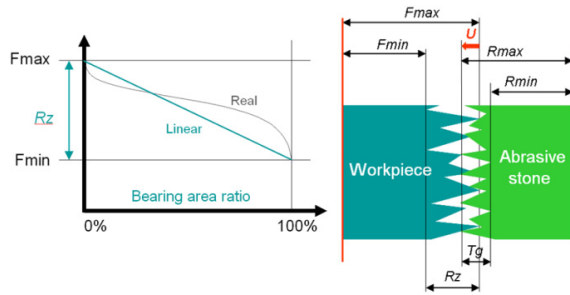 Fmax
Rz
Fmin
Real
Linear
Bearing area ratio
0%
100%
Fmax
U
Fmin
Rmax
Rmin
Workpiece
Abrasive
stone
Tg
Rz